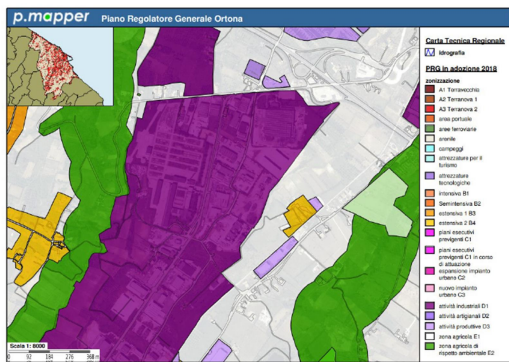 p.mapper Piano Regolatore Generale Ortona
Carta Tecnica Regionale
idrografia
PRG in adozione 2018
zonizzazione
A1 Terravecchia
A2 Terranova 1
A3 Terranova 2
area portuale
aree ferroviarie
arenile
campeggi
attrezzature per il
turismo
attrezzature
tecnologiche
intensiva B1
Semintensiva B2
estensiva 1 B3
estensiva 2 B4
piani esecutivi
previgenti C1
piani esecutivi
previgenti C1 in corso
di attuazione
espansione impianto
urbano C2
nuovo impianto
urbano C3
attività industriali D1
attività artigianali D2
attività produttive D3
zona agricola E1
zona agricola di
rispetto ambientale E2
Scala 1: 8000
0 92 184 276 368 m